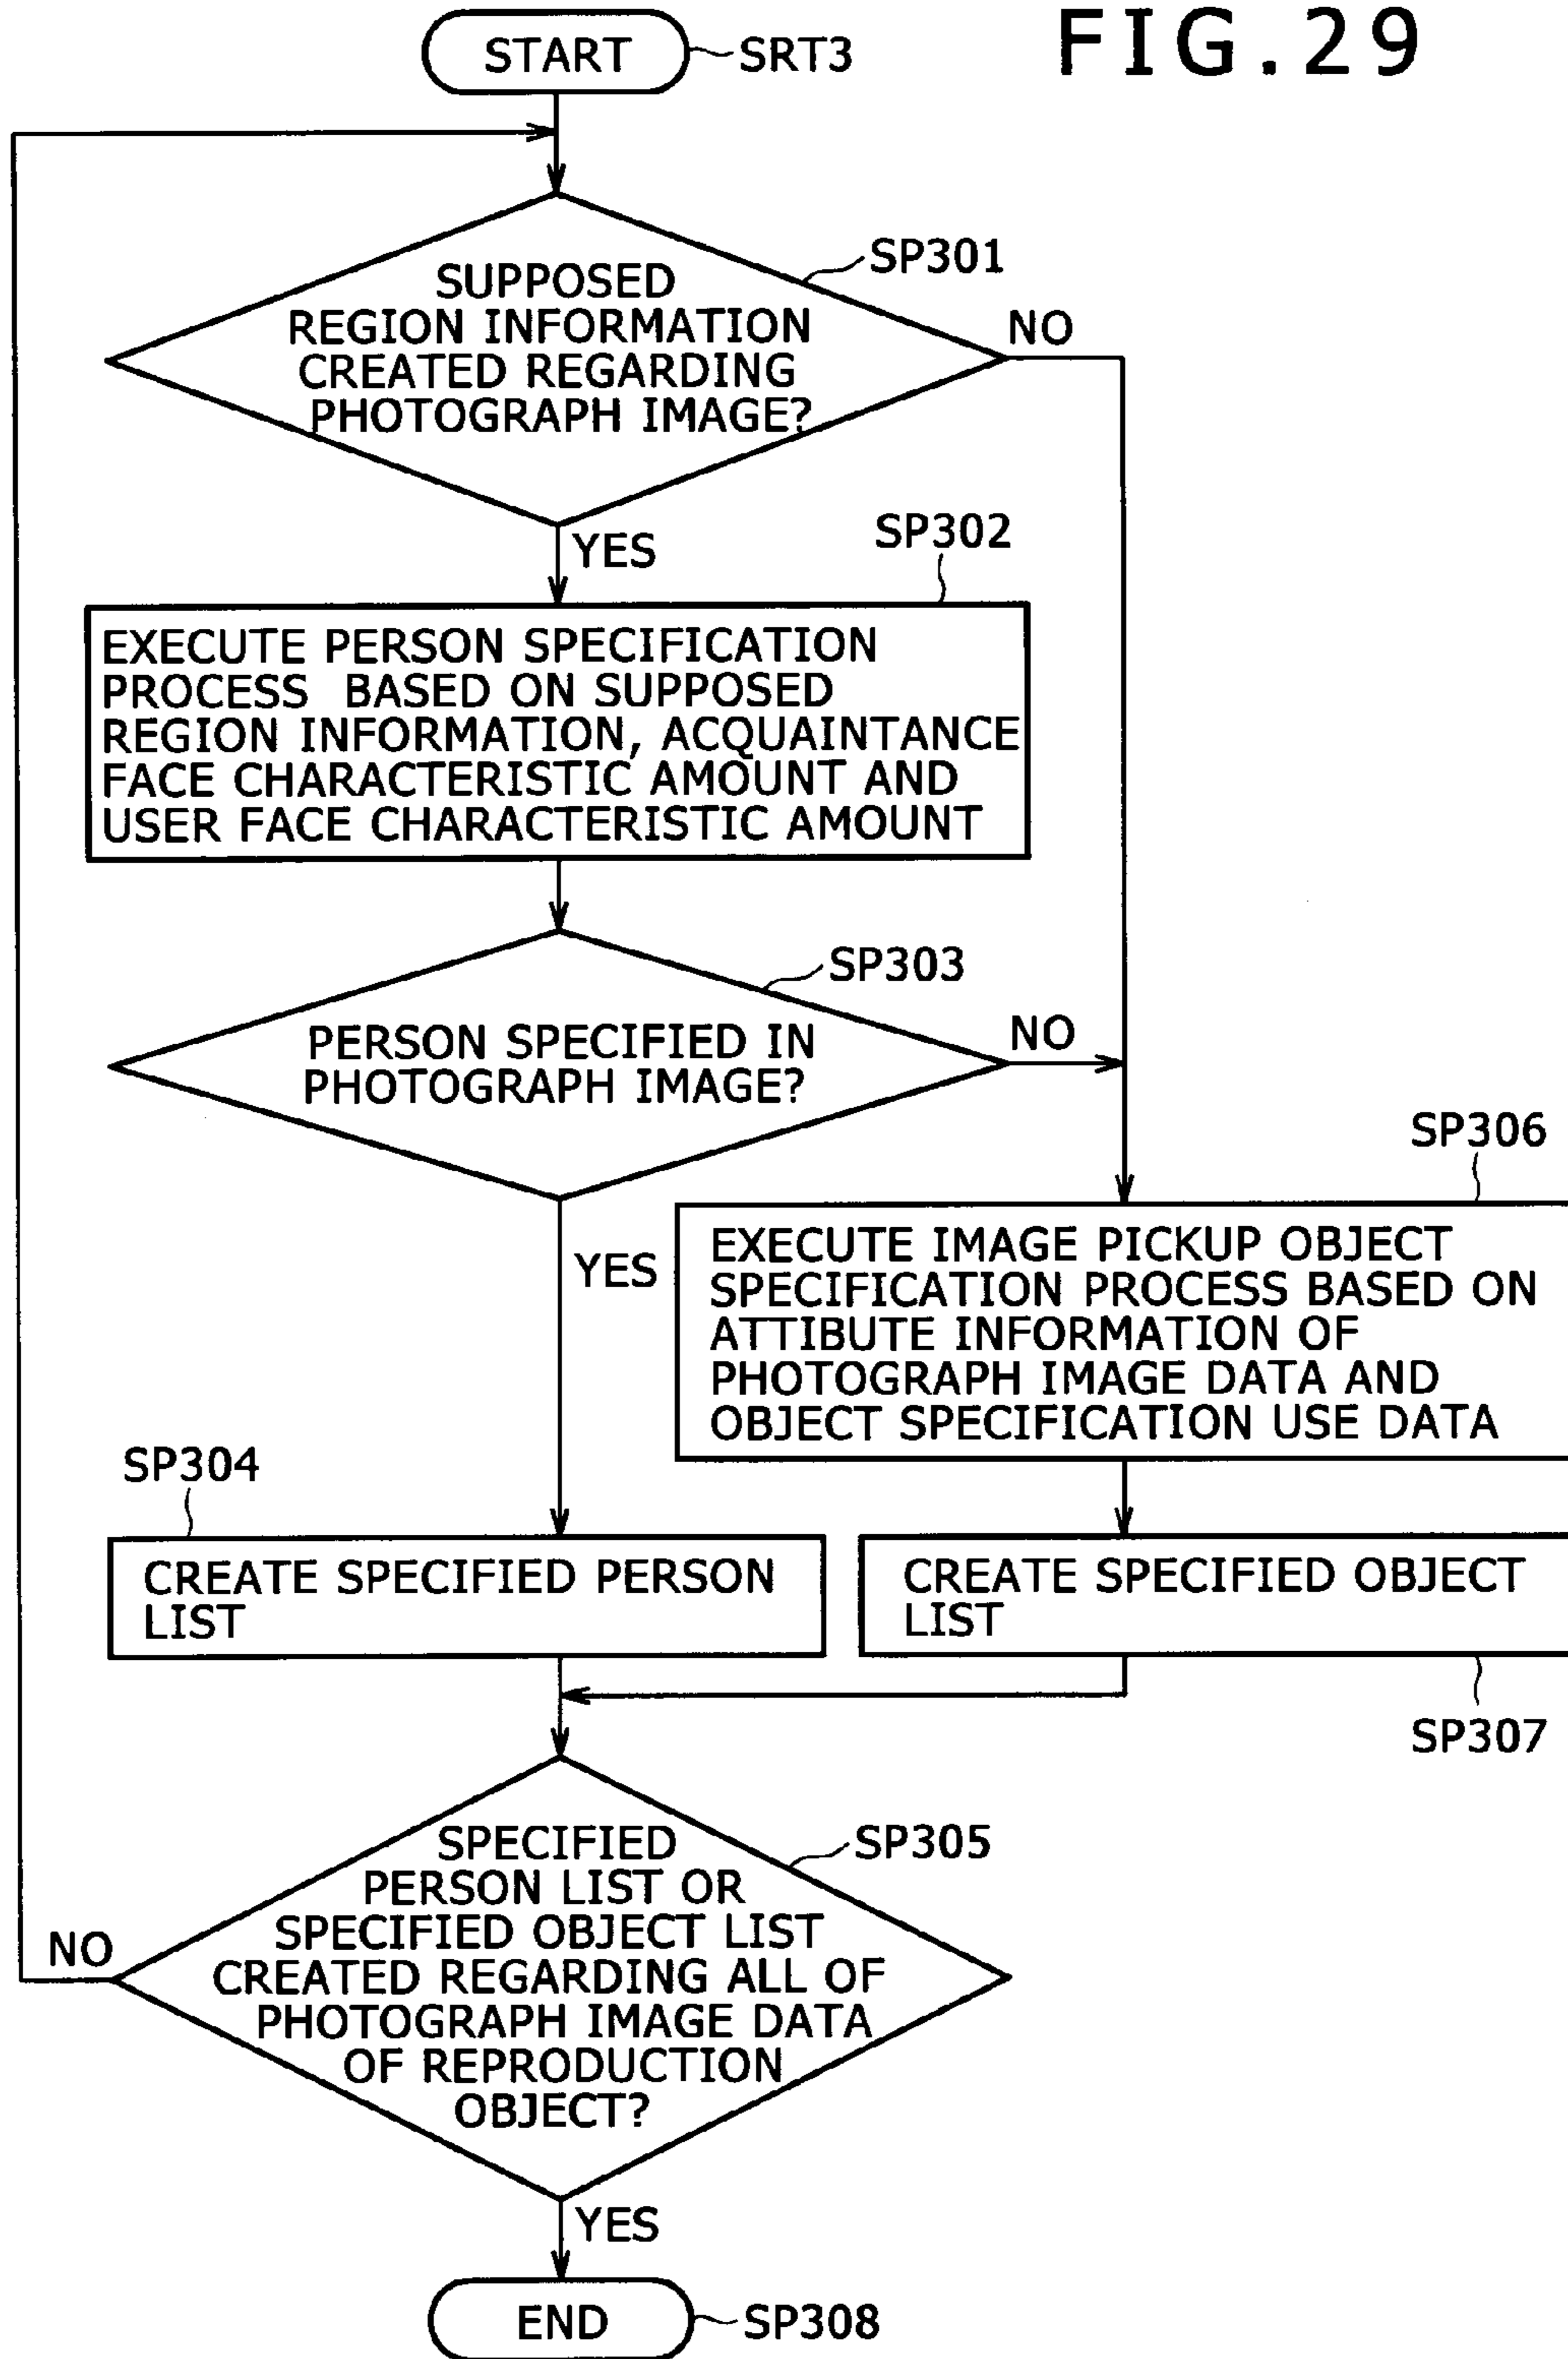 FIG.29
START
SRT3
SP301
SUPPOSED
REGION INFORMATION
CREATED REGARDING
PHOTOGRAPH IMAGE?
NO
YES
SP302
EXECUTE PERSON SPECIFICATION
PROCESS BASED ON SUPPOSED
REGION INFORMATION, ACQUAINTANCE
FACE CHARACTERISTIC AMOUNT AND
USER FACE CHARACTERISTIC AMOUNT
SP303
PERSON SPECIFIED IN
PHOTOGRAPH IMAGE?
NO
YES
SP306
EXECUTE IMAGE PICKUP OBJECT
SPECIFICATION PROCESS BASED ON
ATTIBUTE INFORMATION OF
PHOTOGRAPH IMAGE DATA AND
OBJECT SPECIFICATION USE DATA
SP304
CREATE SPECIFIED PERSON
LIST
CREATE SPECIFIED OBJECT
LIST
SP307
SP305
SPECIFIED
PERSON LIST OR
SPECIFIED OBJECT LIST
CREATED REGARDING ALL OF
PHOTOGRAPH IMAGE DATA
OF REPRODUCTION
OBJECT?
NO
YES
END
SP308